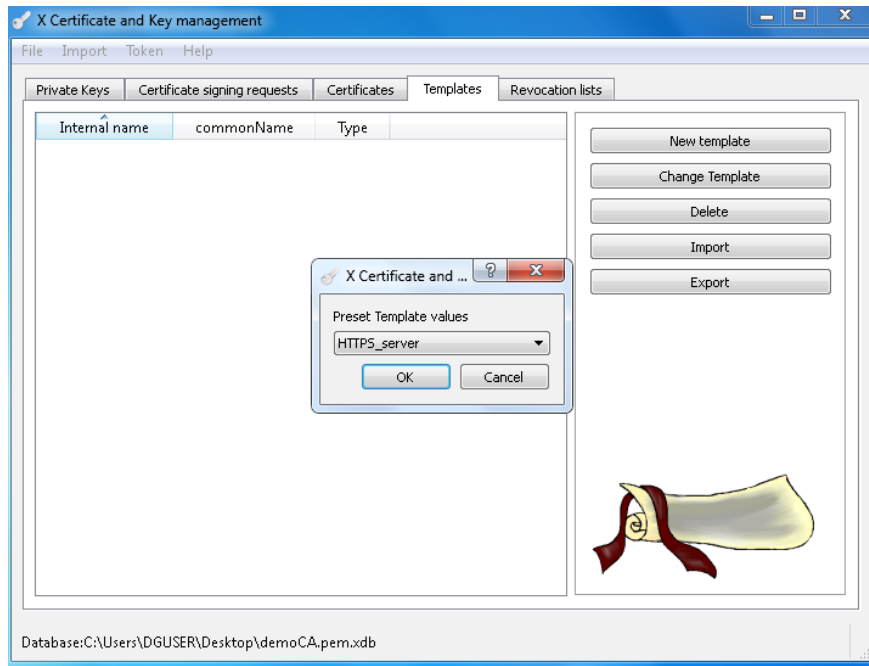 X Certificate and Key management
File Import Token Help
Private Keys Certificate signing requests Certificates Templates Revocation lists
Internal name commonName Type
New template
Change Template
Delete
Import
Export
X Certificate and ...
Preset Template values
HTTPS_server
OK Cancel
Database:C:\Users\DGUSER\Desktop\demoCA.pem.xdb